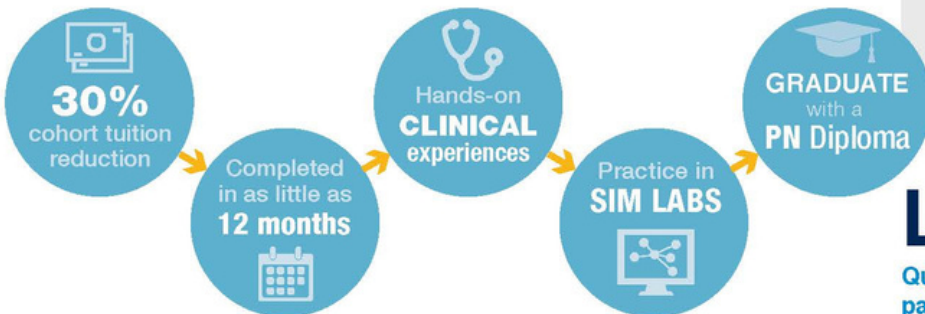 30%
cohort tuition
reduction
Completed
in as little as
12 months
Hands-on
CLINICAL
experiences
Practice in
SIM LABS
GRADUATE
with a
PN Diploma